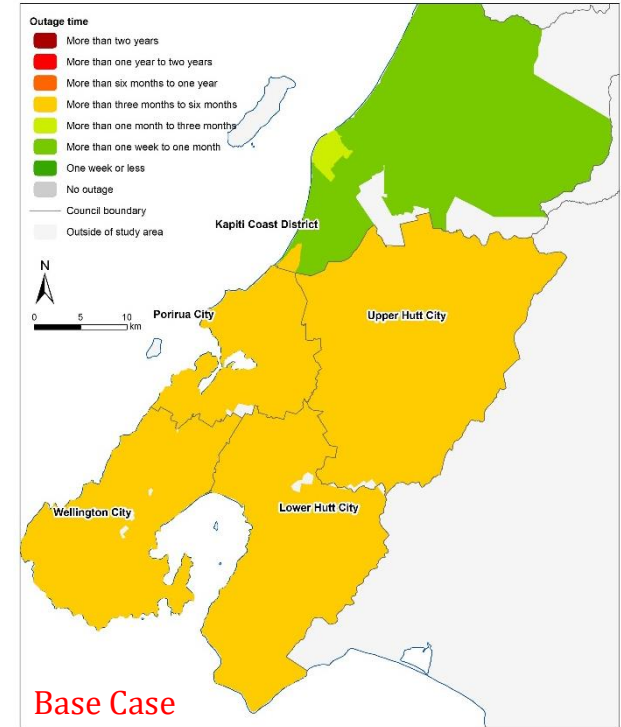 Outage time
More than two years
More than one year to two years
More than six months to one year
More than three months to six months
More than one month to three months
More than one week to one month
One week or less
No outage
Council boundary
Outside of study area
N
0 5 10
km
Kapiti Coast District
Porirua City
Upper Hutt City
Wellington City
Lower Hutt City
Base Case